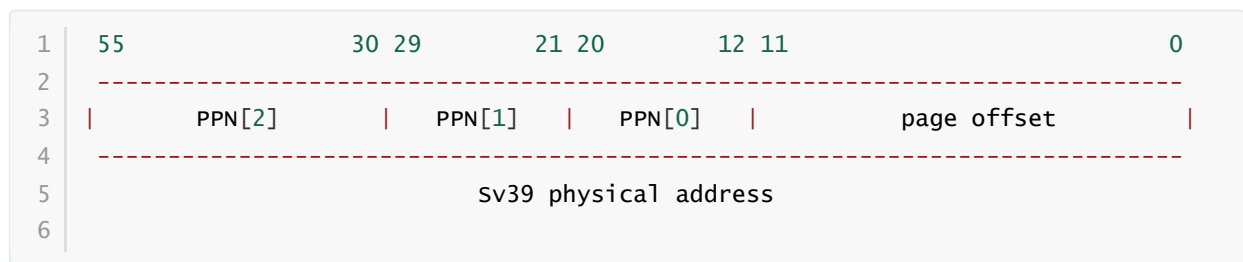 1 55 30 29 21 20 12 11 0
2 -----------------------------------------------------------------------------
3 | PPN[2] | PPN[1] | PPN[0] | page offset |
4 -----------------------------------------------------------------------------
5 Sv39 physical address
6